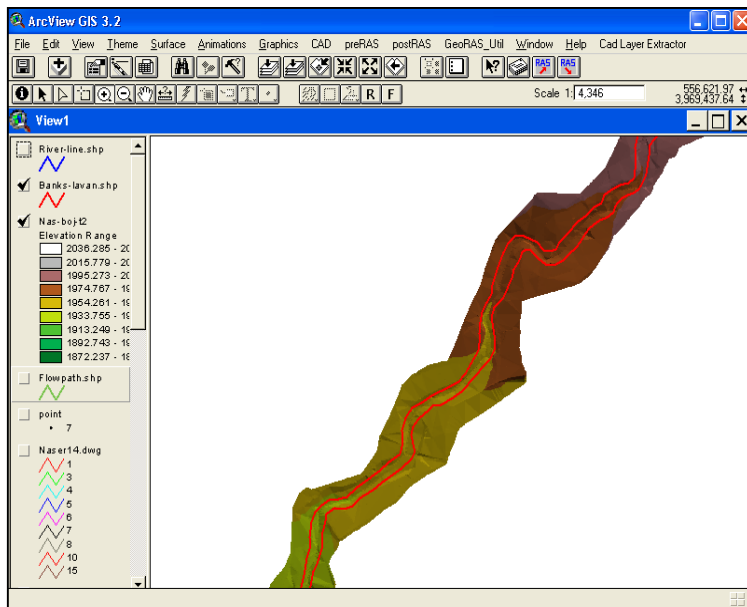 ArcView GIS 3.2
File Edit View Theme Surface Animations Graphics CAD preRAS postRAS GeoRAS_Util Window Help Cad Layer Extractor
RAS RAS
T R F Scale 1: 4,346 556,621.97
3,969,437.64
View1
River-line.shp
Banks-lavan.shp
Nas-boj-t2
Elevation Range
2036.285 - 20
2015.779 - 20
1995.273 - 20
1974.767 - 19
1954.261 - 19
1933.755 - 19
1913.249 - 19
1892.743 - 19
1872.237 - 18
Flowpath.shp
point
7
Naser14.dwg
1
3
4
5
6
7
8
10
15